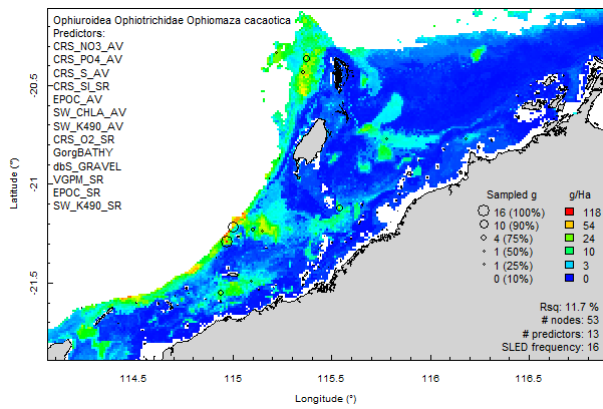 Ophiuroidea Ophiotrichidae Ophiomaza cacaotica
Predictors:
CRS_NO3_AV
CRS_PO4_AV
CRS_S_AV
CRS_SI_SR
EPOC_AV
SW_CHLA_AV
SW_K490_AV
CRS_O2_SR
GorgBATHY
dbS_GRAVEL
VGPM_SR
EPOC_SR
SW_K490_SR
Latitude (°)
-20.5
-21
-21.5
Sampled g g/Ha
16 (100%) 118
10 (90%) 54
4 (75%) 24
1 (50%) 10
1 (25%) 3
0 (10%) 0
Rsq: 11.7 %
# nodes: 53
# predictors: 13
SLED frequency: 16
114.5 115 115.5 116 116.5
Longitude (°)